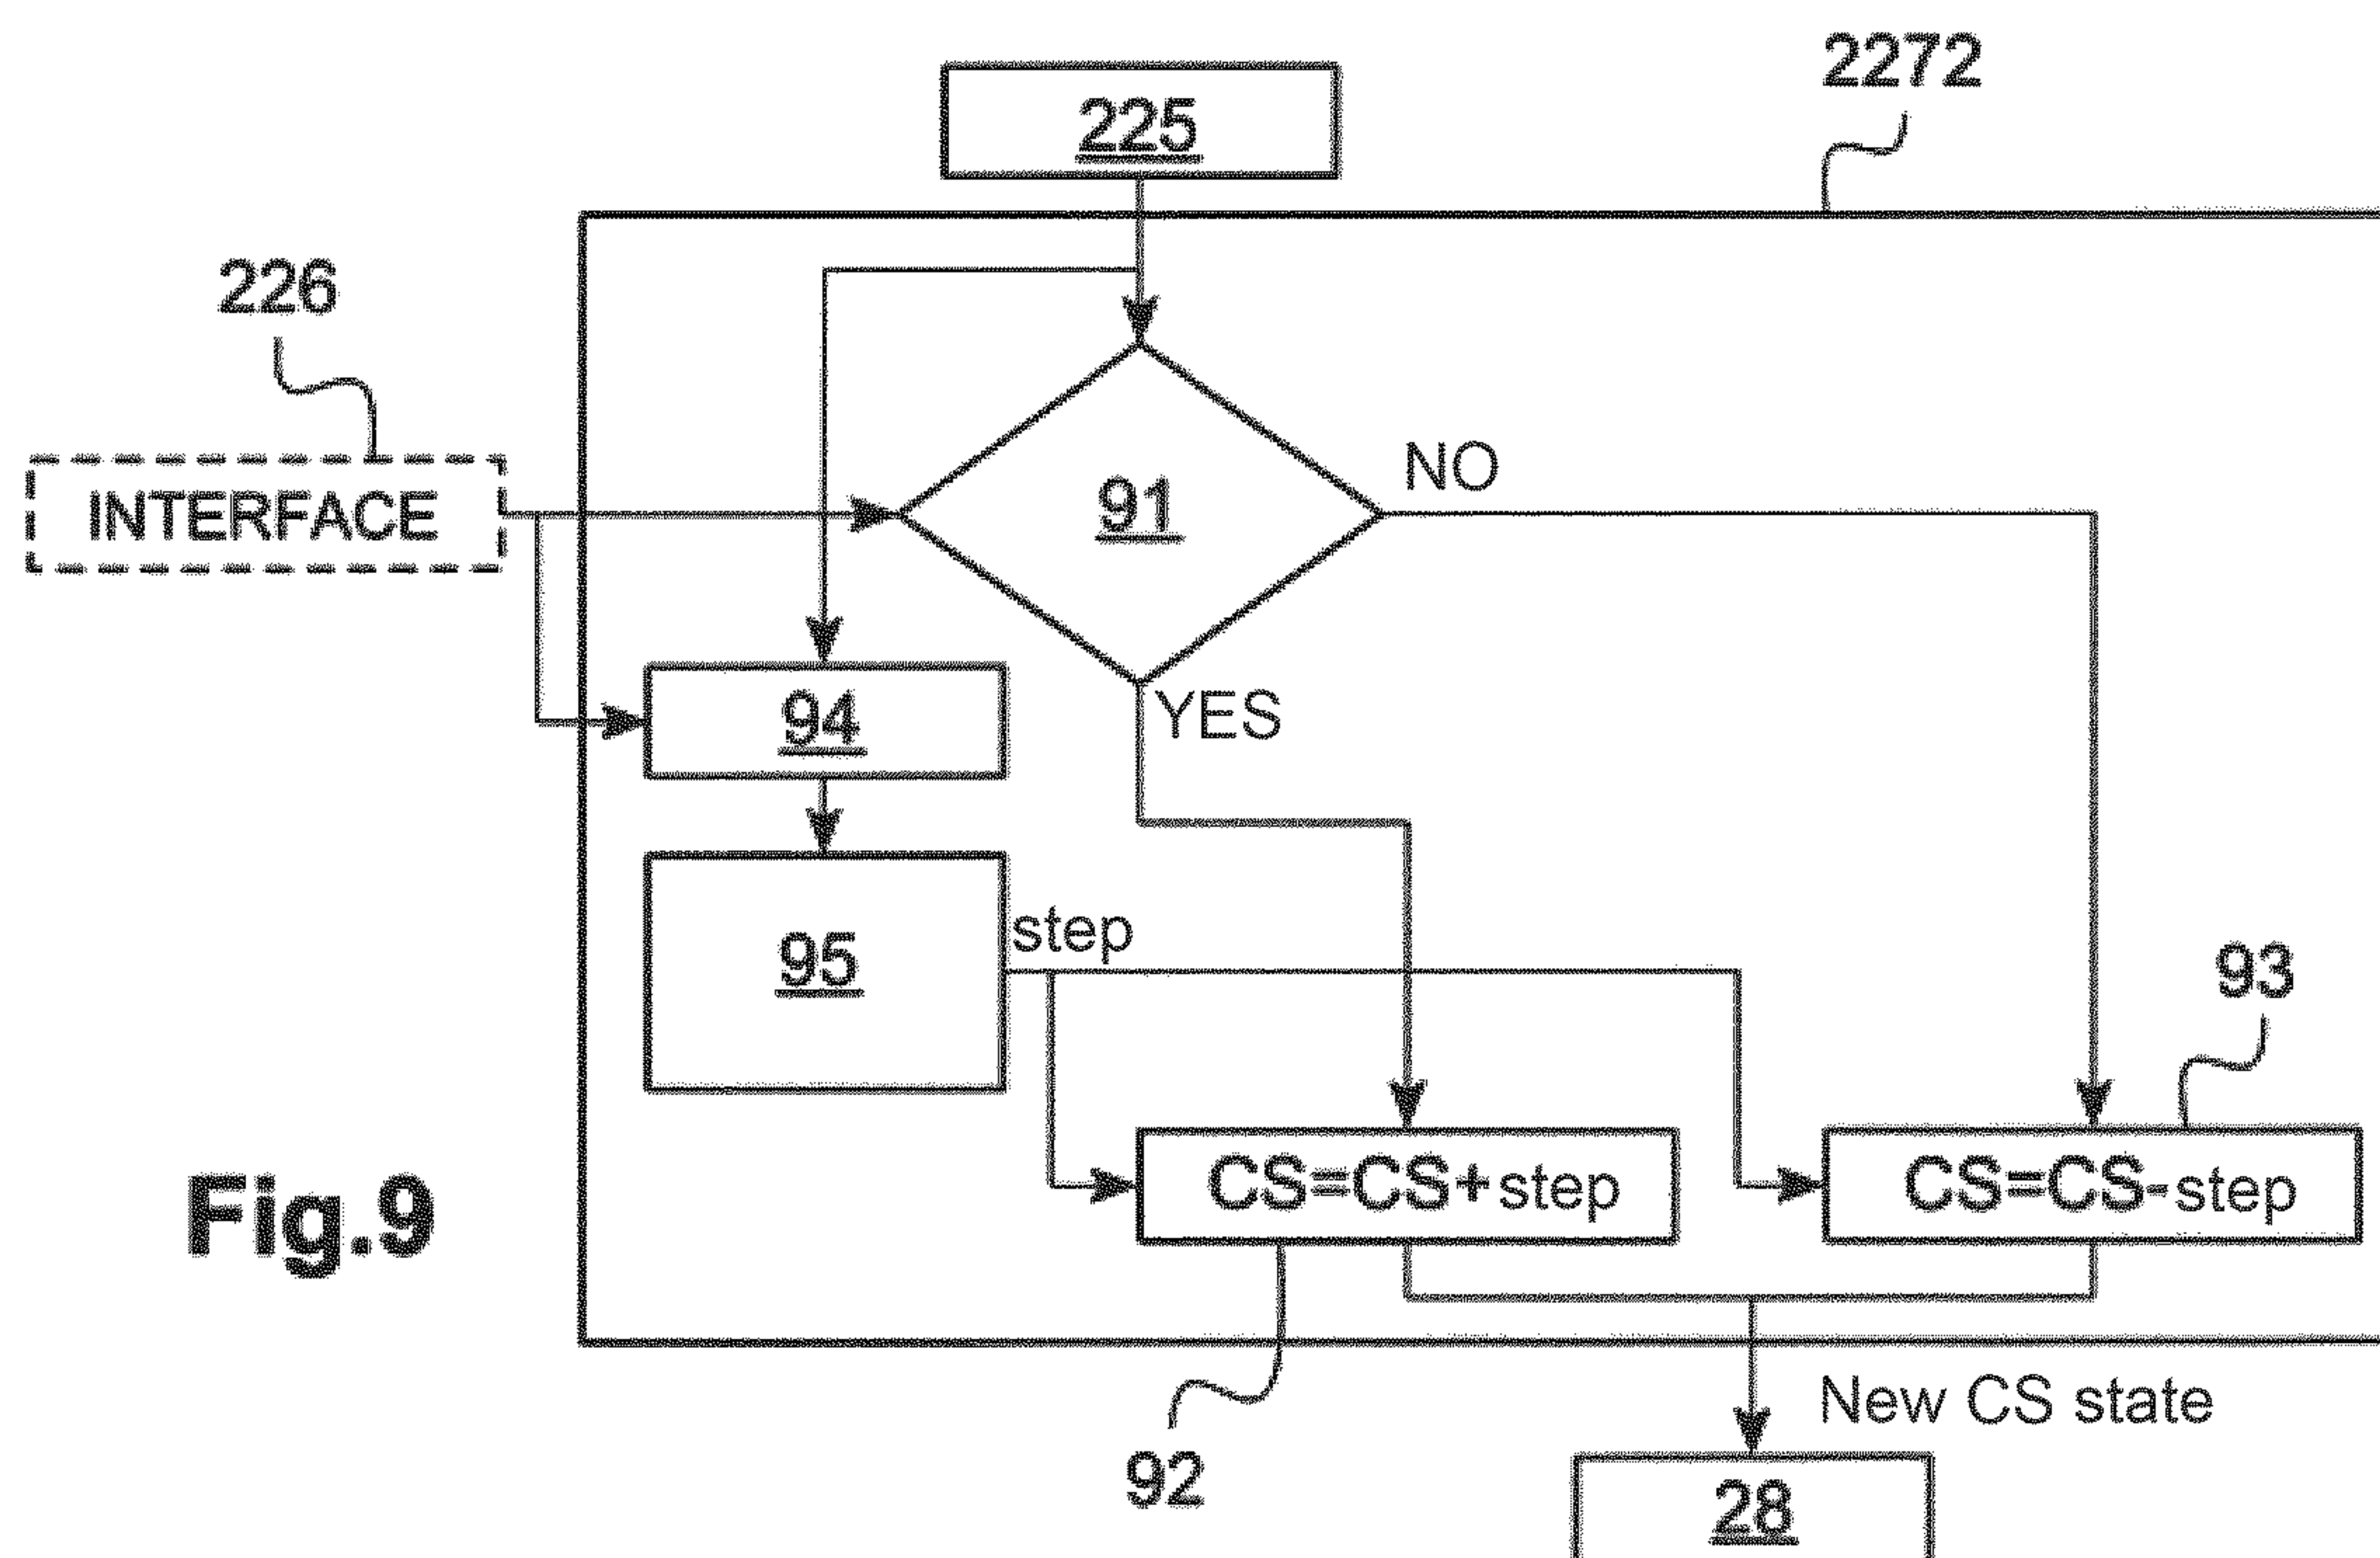 2272
225
226
INTERFACE
91
NO
YES
94
95
step
93
CS=CS+step
CS=CS-step
Fig.9
New CS state
92
28